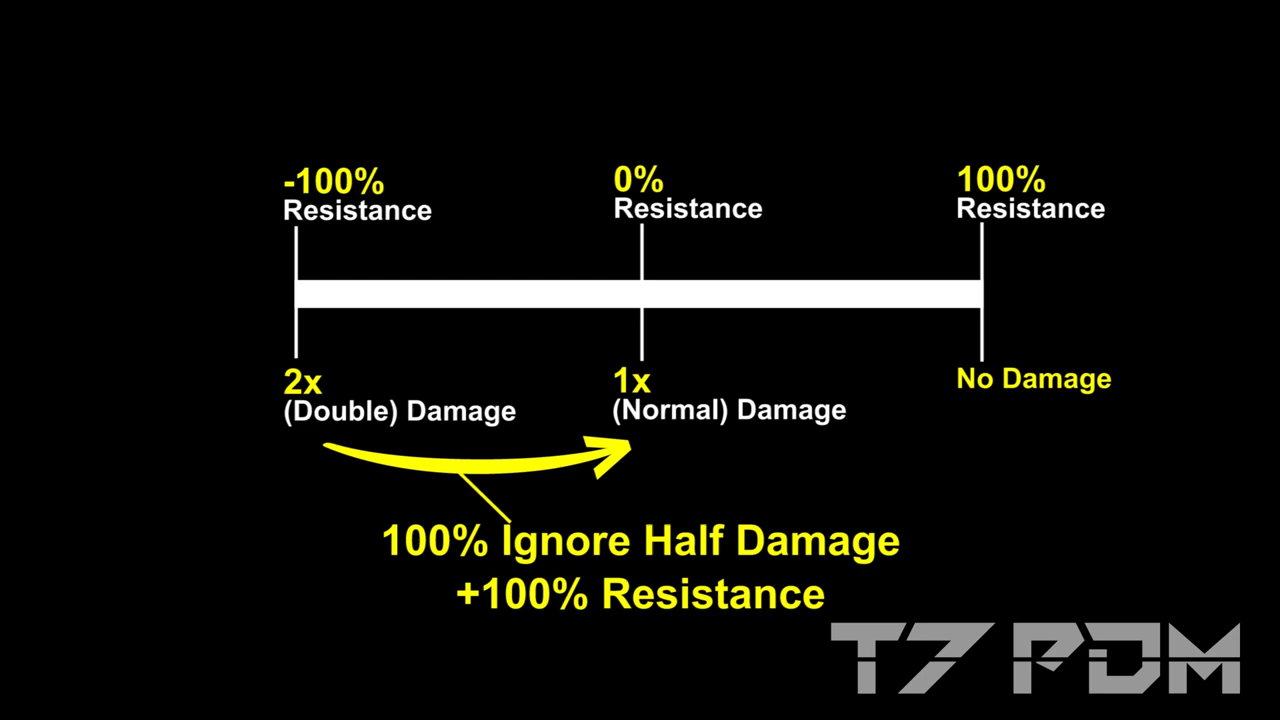 -100%
Resistance
0%
Resistance
100%
Resistance
2x
(Double) Damage
1x
(Normal) Damage
No Damage
100% Ignore Half Damage
+100% Resistance
T7 PDM